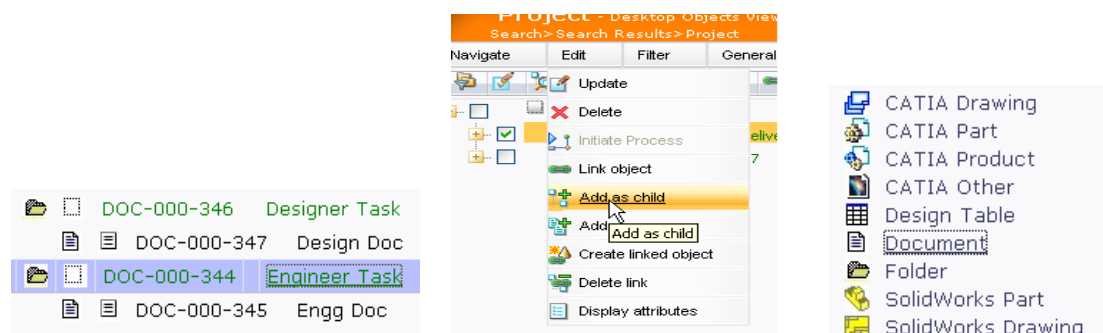 DOC-000-346 Designer Task
DOC-000-347 Design Doc
DOC-000-344 Engineer Task
DOC-000-345 Engg Doc
Project - Desktop Objects View
Search> Search Results> Project
Navigate Edit Filter General
Update
Delete
Initiate Process
Link object
Add as child
Add
Add as child
Create linked object
Delete link
Display attributes
7
CATIA Drawing
CATIA Part
CATIA Product
CATIA Other
Design Table
Document
Folder
SolidWorks Part
SolidWorks Drawing